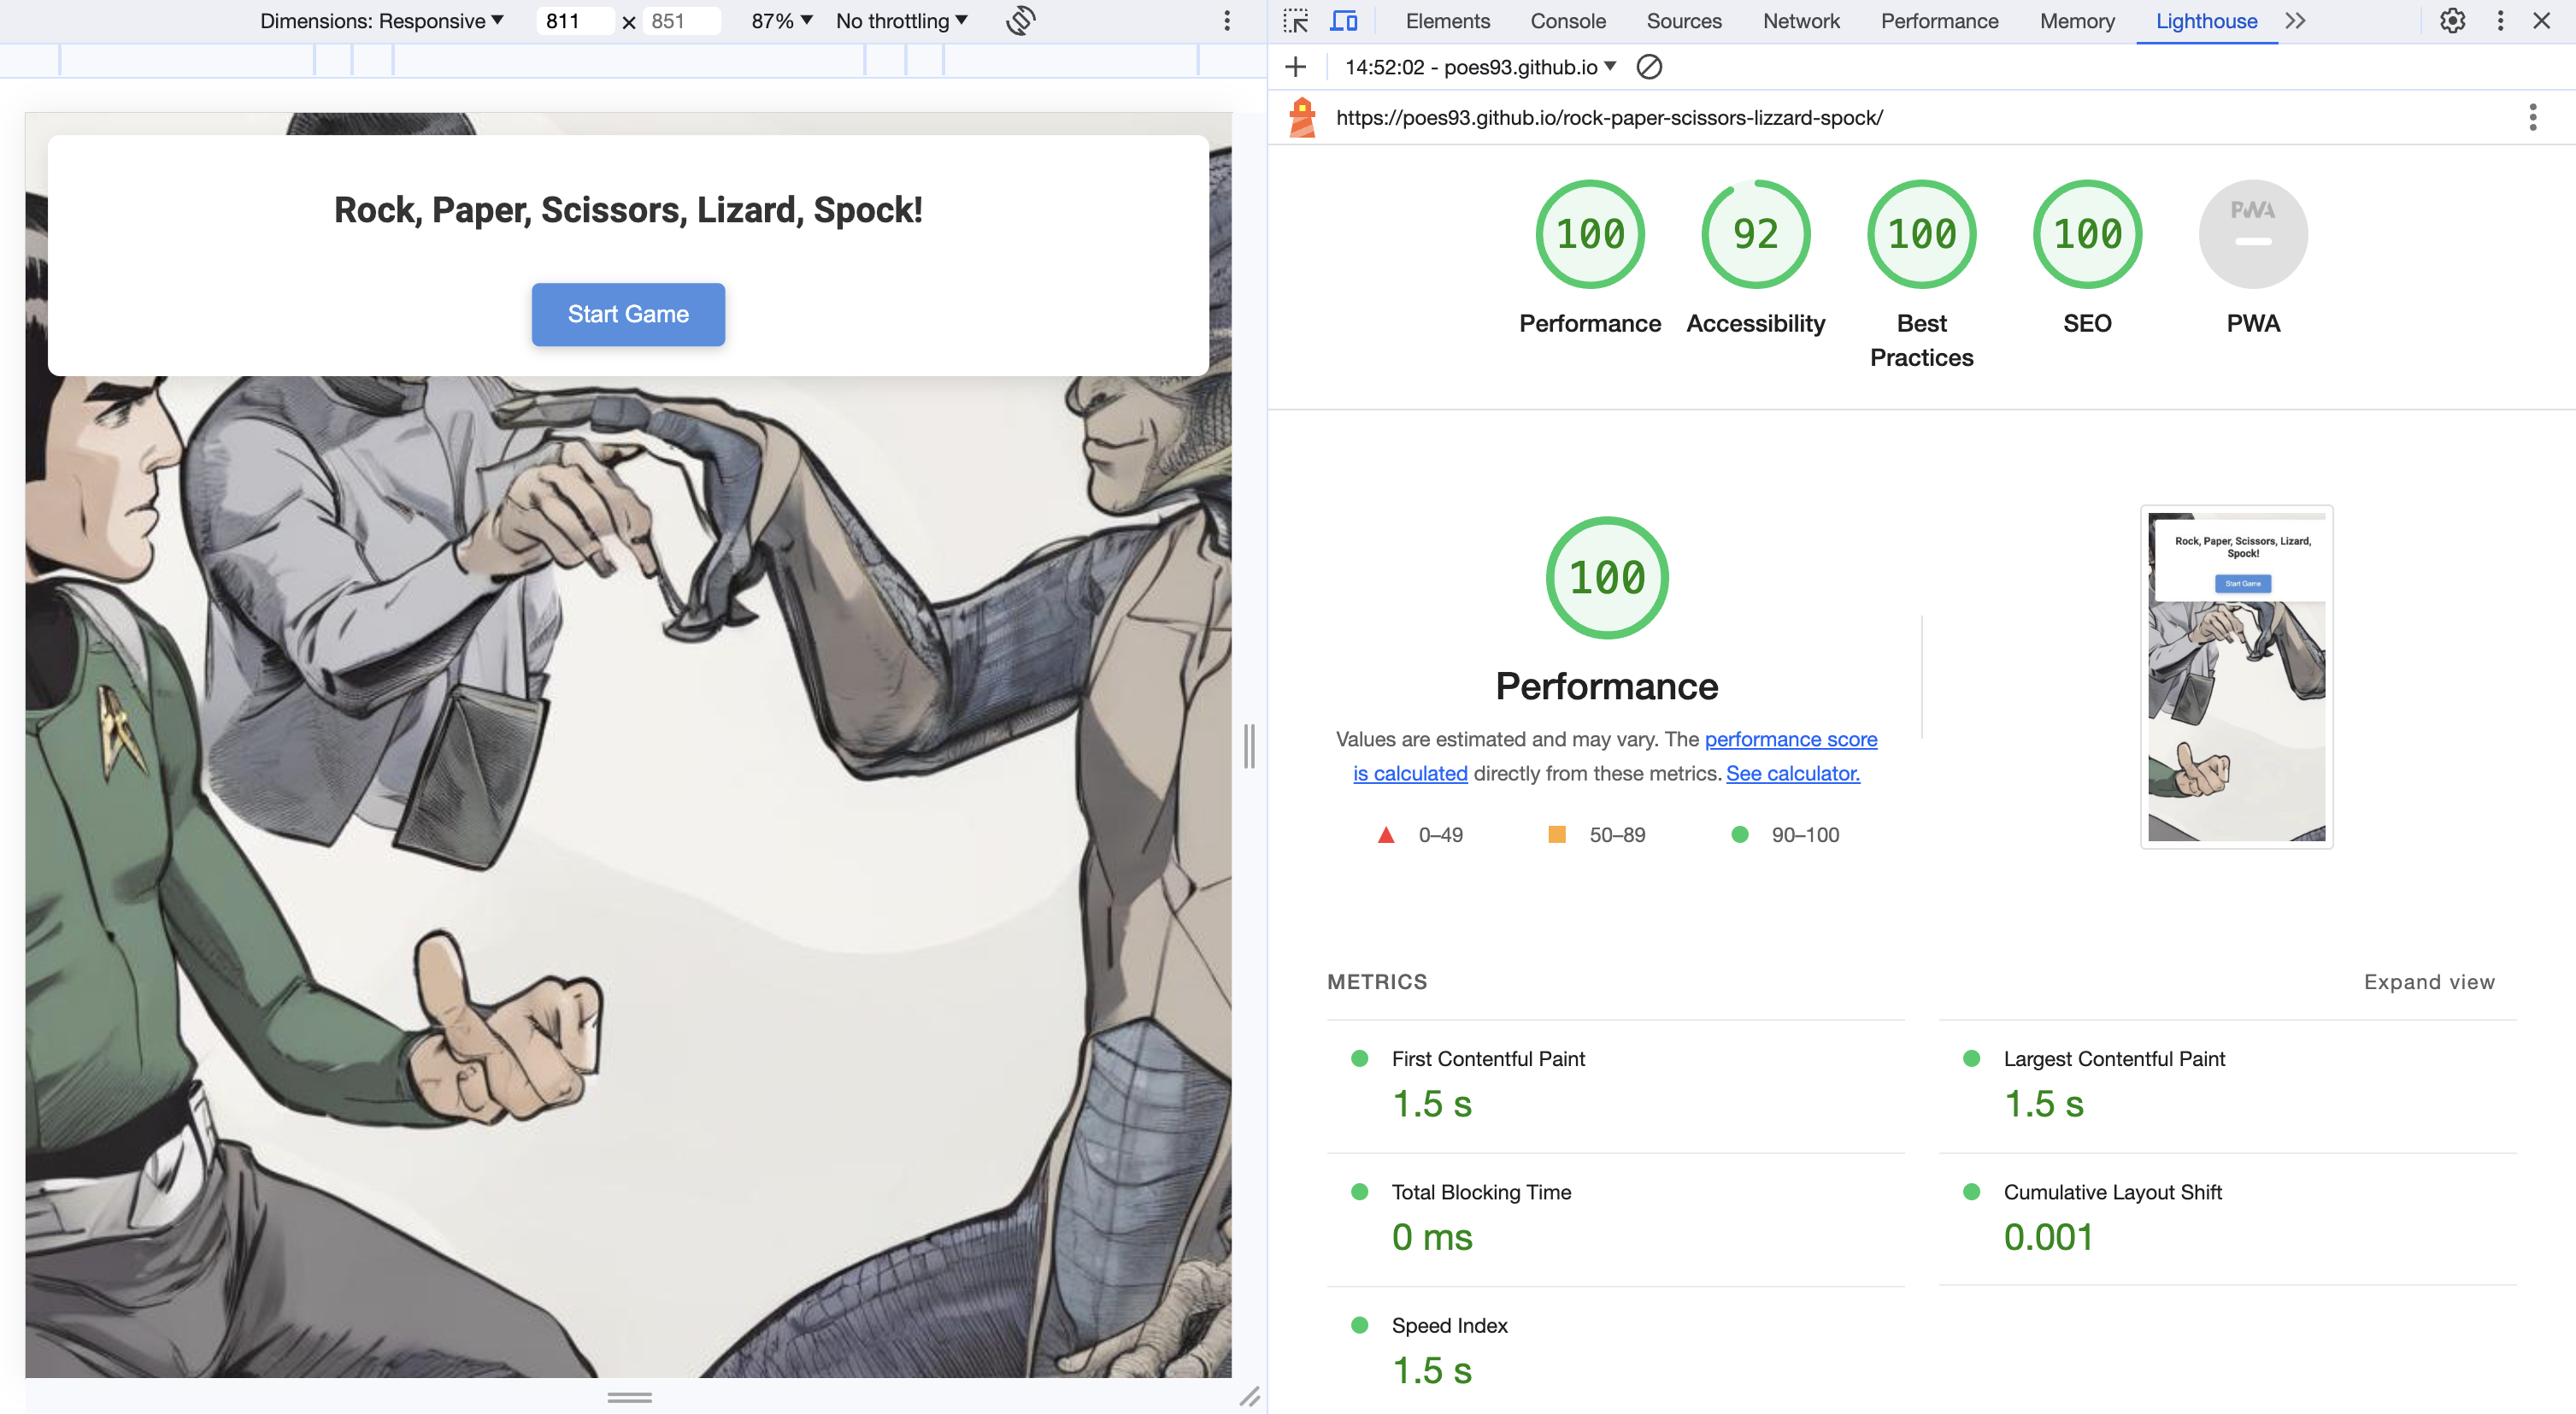 Dimensions: Responsive 811 × 851 87% No throttling
Rock, Paper, Scissors, Lizard, Spock!
Start Game
Elements Console Sources Network Performance Memory Lighthouse
14:52:02 - poes93.github.io
https://poes93.github.io/rock-paper-scissors-lizzard-spock/
100 92 100 100 PWA
Performance Accessibility Best Practices SEO PWA
100
Performance
Values are estimated and may vary. The performance score
is calculated directly from these metrics. See calculator.
0–49 50–89 90–100
Rock, Paper, Scissors, Lizard,
Spock!
Start Game
METRICS Expand view
First Contentful Paint
1.5 s
Largest Contentful Paint
1.5 s
Total Blocking Time
0 ms
Cumulative Layout Shift
0.001
Speed Index
1.5 s